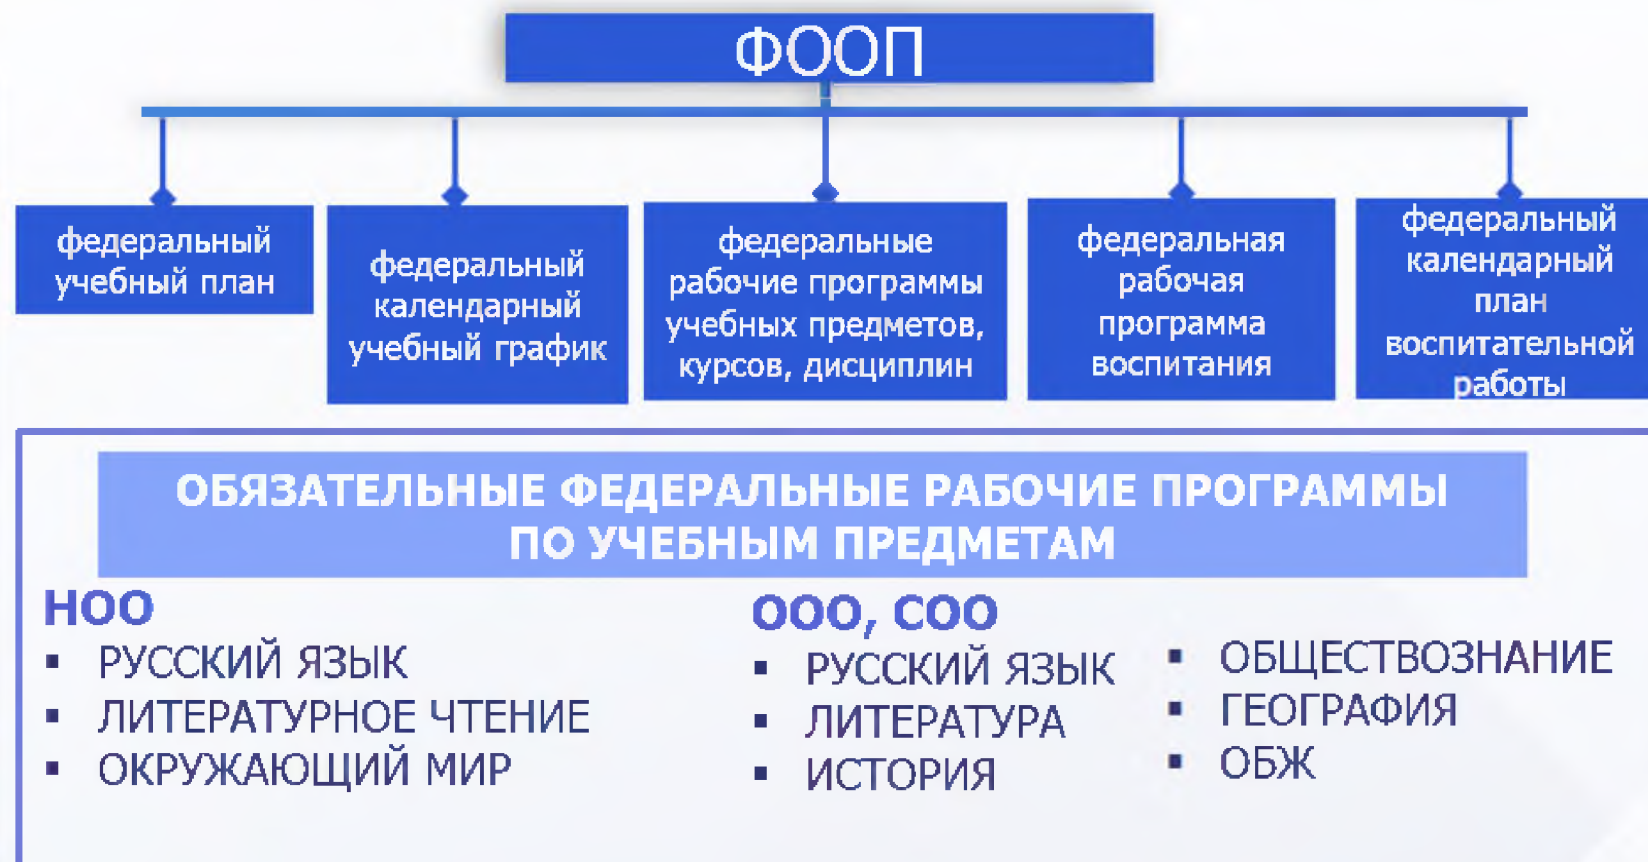 ФООП
федеральный
учебный план
федеральный
календарный
учебный график
федеральные
рабочие программы
учебных предметов,
курсов, дисциплин
федеральная
рабочая
программа
воспитания
федеральный
календарный
план
воспитательной
работы
ОБЯЗАТЕЛЬНЫЕ ФЕДЕРАЛЬНЫЕ РАБОЧИЕ ПРОГРАММЫ
ПО УЧЕБНЫМ ПРЕДМЕТАМ
НОО
▪ РУССКИЙ ЯЗЫК
▪ ЛИТЕРАТУРНОЕ ЧТЕНИЕ
▪ ОКРУЖАЮЩИЙ МИР
ООО, СОО
▪ РУССКИЙ ЯЗЫК
▪ ЛИТЕРАТУРА
▪ ИСТОРИЯ
▪ ОБЩЕСТВОЗНАНИЕ
▪ ГЕОГРАФИЯ
▪ ОБЖ